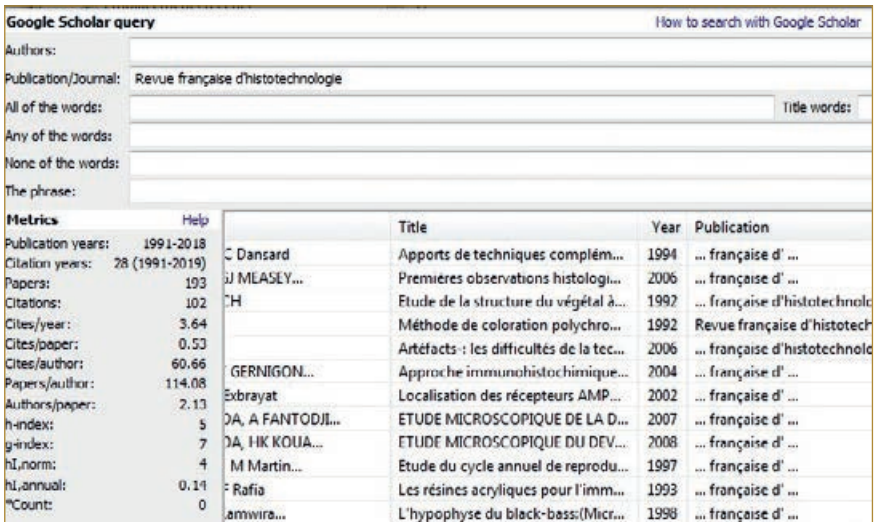 Google Scholar query How to search with Google Scholar
Authors:
Publication/Journal: Revue française d'histotechnologie
All of the words: Title words:
Any of the words:
None of the words:
The phrase:
Metrics Help
Publication years: 1991-2018
Citation years: 28 (1991-2019)
Papers: 193
Citations: 102
Cites/year: 3.64
Cites/paper: 0.53
Cites/author: 60.66
Papers/author: 114.08
Authors/paper: 2.13
h-index: 5
g-index: 7
hI,norm: 4
hI,annual: 0.14
*Count: 0
Title Year Publication
C Dansard Apports de techniques complém... 1994 ... française d' ...
GJ MEASEY... Premières observations histologi... 2006 ... française d' ...
CH Etude de la structure du végétal à... 1992 ... française d'histotechnolo
Méthode de coloration polychro... 1992 Revue française d'histotech
Artéfacts : les difficultés de la tec... 2006 ... française d'histotechnolo
GERNIGON... Approche immunohistochimique... 2004 ... française d' ...
Exbrayat Localisation des récepteurs AMP... 2002 ... française d' ...
DA, A FANTODJI... ETUDE MICROSCOPIQUE DE LA D... 2007 ... française d' ...
DA, HK KOUA... ETUDE MICROSCOPIQUE DU DEV... 2008 ... française d' ...
M Martin... Etude du cycle annuel de reprodu... 1997 ... française d' ...
F Rafia Les résines acryliques pour l'imm... 1993 ... française d' ...
Lamwira... L'hypophyse du black-bass:(Micr... 1998 ... française d' ...